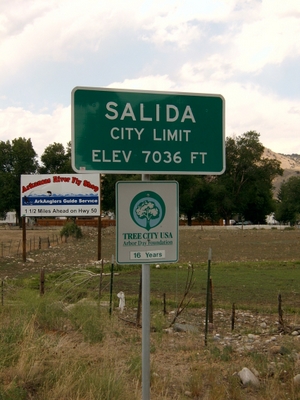 SALIDA
CITY LIMIT
ELEV 7036 FT
Arkansas River Fly Shop
ArkAnglers Guide Service
1 1/2 Miles Ahead on Hwy 50
TREE CITY USA
Arbor Day Foundation
16 Years